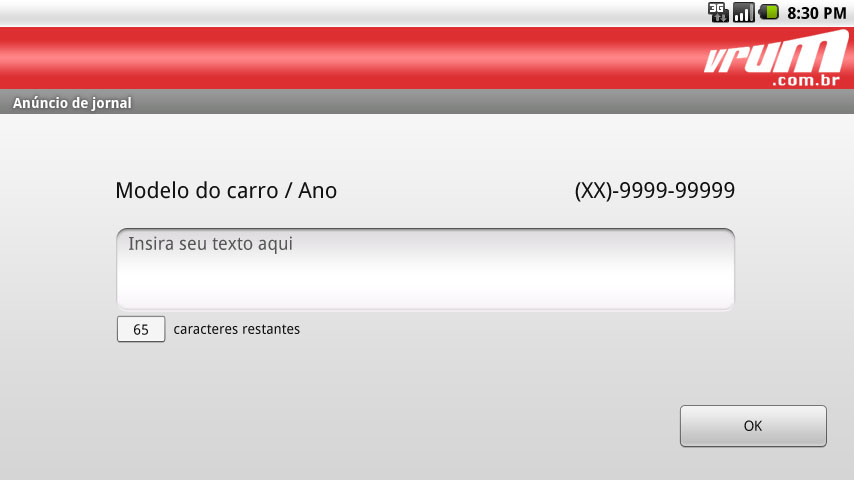 3G 8:30 PM
vrum
.com.br
Anúncio de jornal
Modelo do carro / Ano (XX)-9999-99999
Insira seu texto aqui
65 caracteres restantes
OK